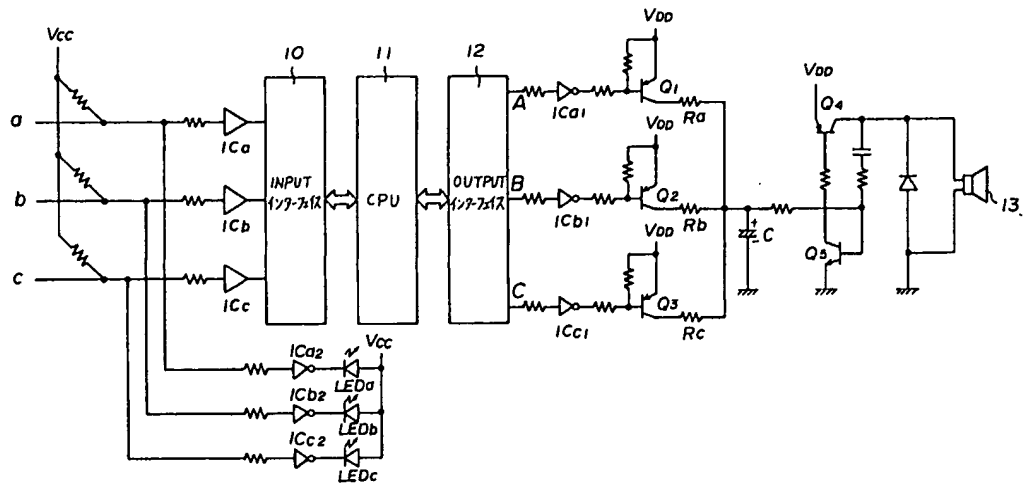 Vcc
a
b
c
ICa
ICb
ICc
10
INPUT
インターフェイス
11
CPU
12
OUTPUT
インターフェイス
A
B
C
ICa1
ICb1
ICc1
VDD
Q1
Ra
VDD
Q2
Rb
VDD
Q3
Rc
+
-
C
VDD
Q4
Q5
13
ICa2
LEDa
ICb2
LEDb
ICc2
LEDc
Vcc